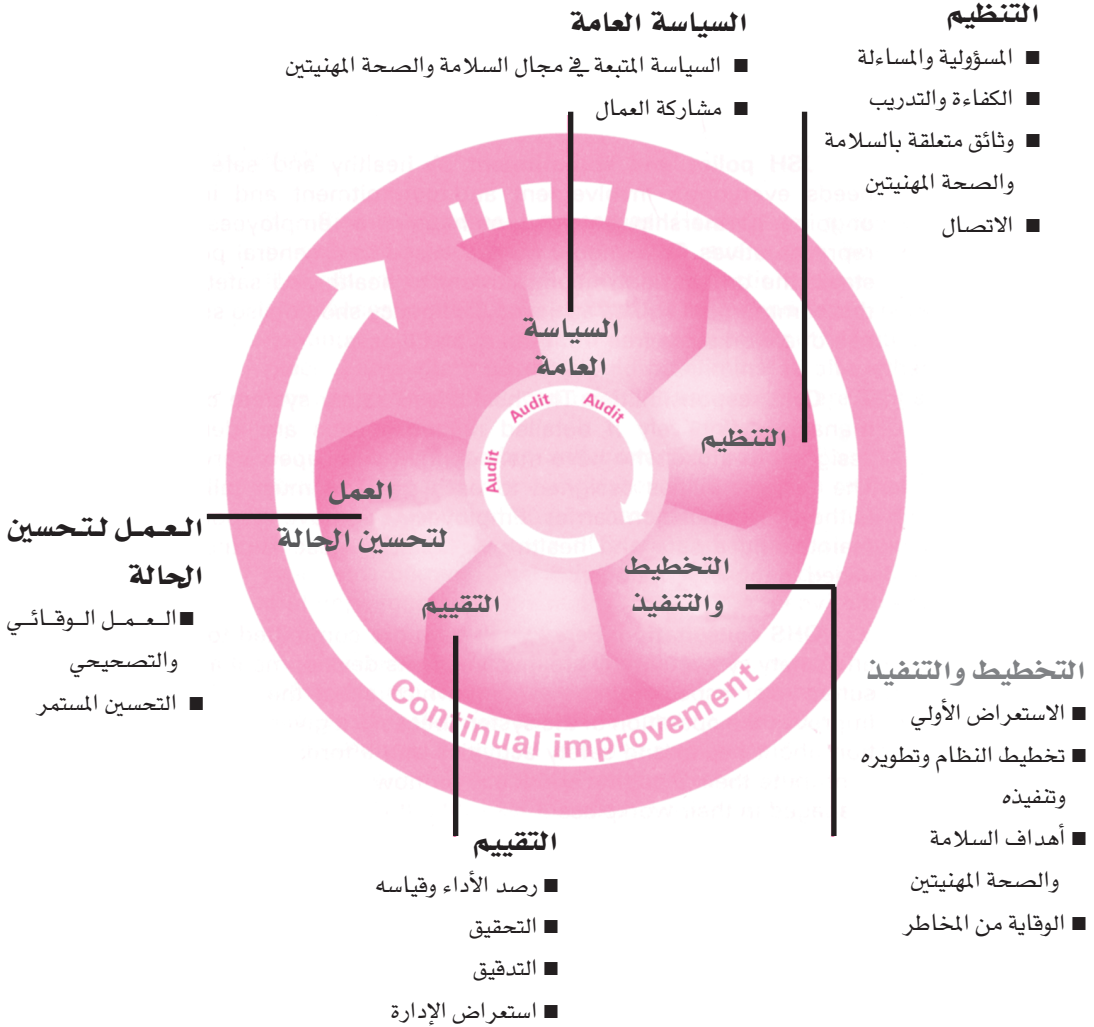 السياسة العامة
■ السياسة المتبعة في مجال السلامة والصحة المهنيتين
■ مشاركة العمال
التنظيم
■ المسؤولية والمساءلة
■ الكفاءة والتدريب
■ وثائق متعلقة بالسلامة
والصحة المهنيتين
■ الاتصال
السياسة
العامة
Audit
Audit
Audit
التنظيم
العمل
لتحسين الحالة
التخطيط
والتنفيذ
التقييم
Continual improvement
العمل لتحسين
الحالة
■ العمل الوقائي
والتصحيحي
■ التحسين المستمر
التخطيط والتنفيذ
■ الاستعراض الأولي
■ تخطيط النظام وتطويره
وتنفيذه
■ أهداف السلامة
والصحة المهنيتين
■ الوقاية من المخاطر
التقييم
■ رصد الأداء وقياسه
■ التحقيق
■ التدقيق
■ استعراض الإدارة